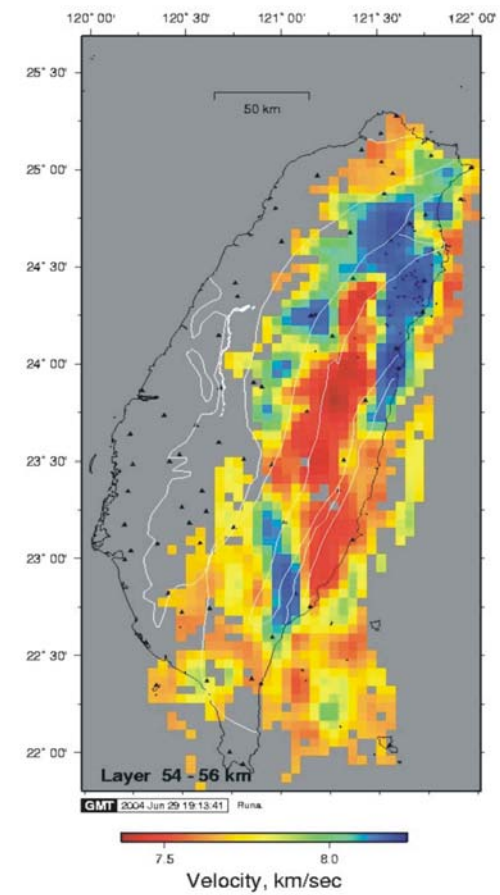 120° 00' 120° 30' 121° 00' 121° 30' 122° 00'
25° 30'
50 km
25° 00'
24° 30'
24° 00'
23° 30'
23° 00'
22° 30'
22° 00'
Layer 54 - 56 km
GMT 2004 Jun 29 19:13:41 Runa
7.5 8.0
Velocity, km/sec